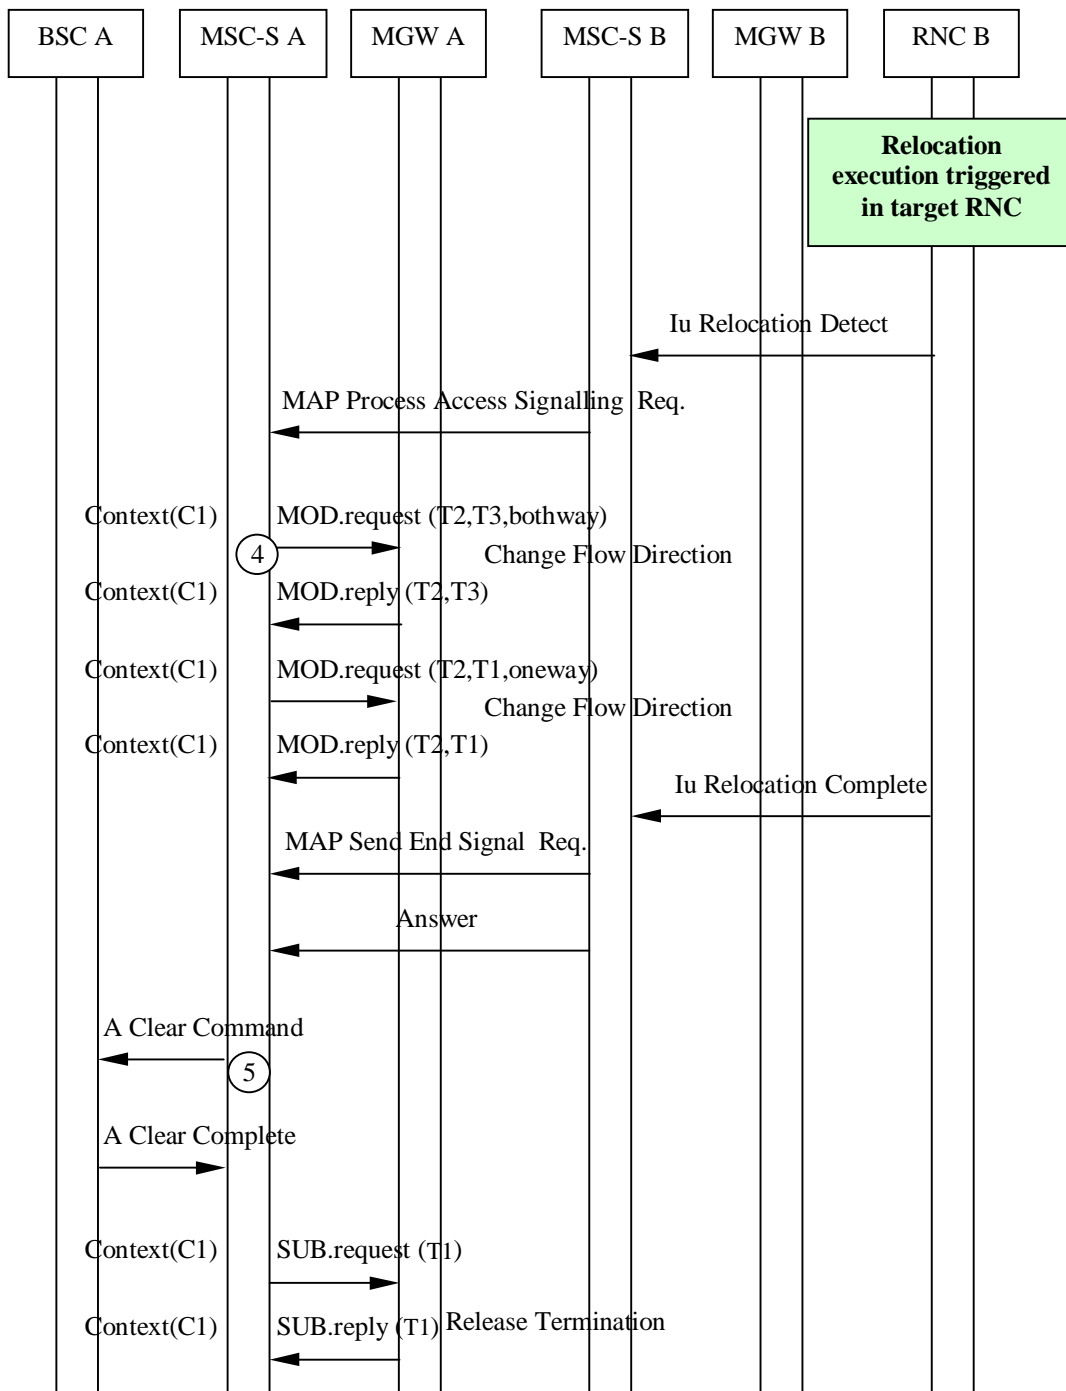 BSC A
MSC-S A
MGW A
MSC-S B
MGW B
RNC B
Relocation
execution triggered
in target RNC
Iu Relocation Detect
MAP Process Access Signalling Req.
Context(C1)
MOD.request (T2,T3,bothway)
4
Change Flow Direction
Context(C1)
MOD.reply (T2,T3)
Context(C1)
MOD.request (T2,T1,oneway)
Change Flow Direction
Context(C1)
MOD.reply (T2,T1)
Iu Relocation Complete
MAP Send End Signal Req.
Answer
A Clear Command
5
A Clear Complete
Context(C1)
SUB.request (T1)
Context(C1)
SUB.reply (T1)
Release Termination